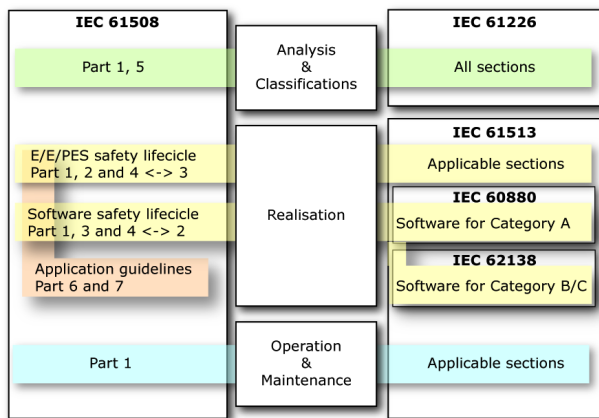 IEC 61508
Part 1, 5
E/E/PES safety lifecicle
Part 1, 2 and 4 <-> 3
Software safety lifecicle
Part 1, 3 and 4 <-> 2
Application guidelines
Part 6 and 7
Part 1
Analysis
&
Classifications
Realisation
Operation
&
Maintenance
IEC 61226
All sections
IEC 61513
Applicable sections
IEC 60880
Software for Category A
IEC 62138
Software for Category B/C
Applicable sections